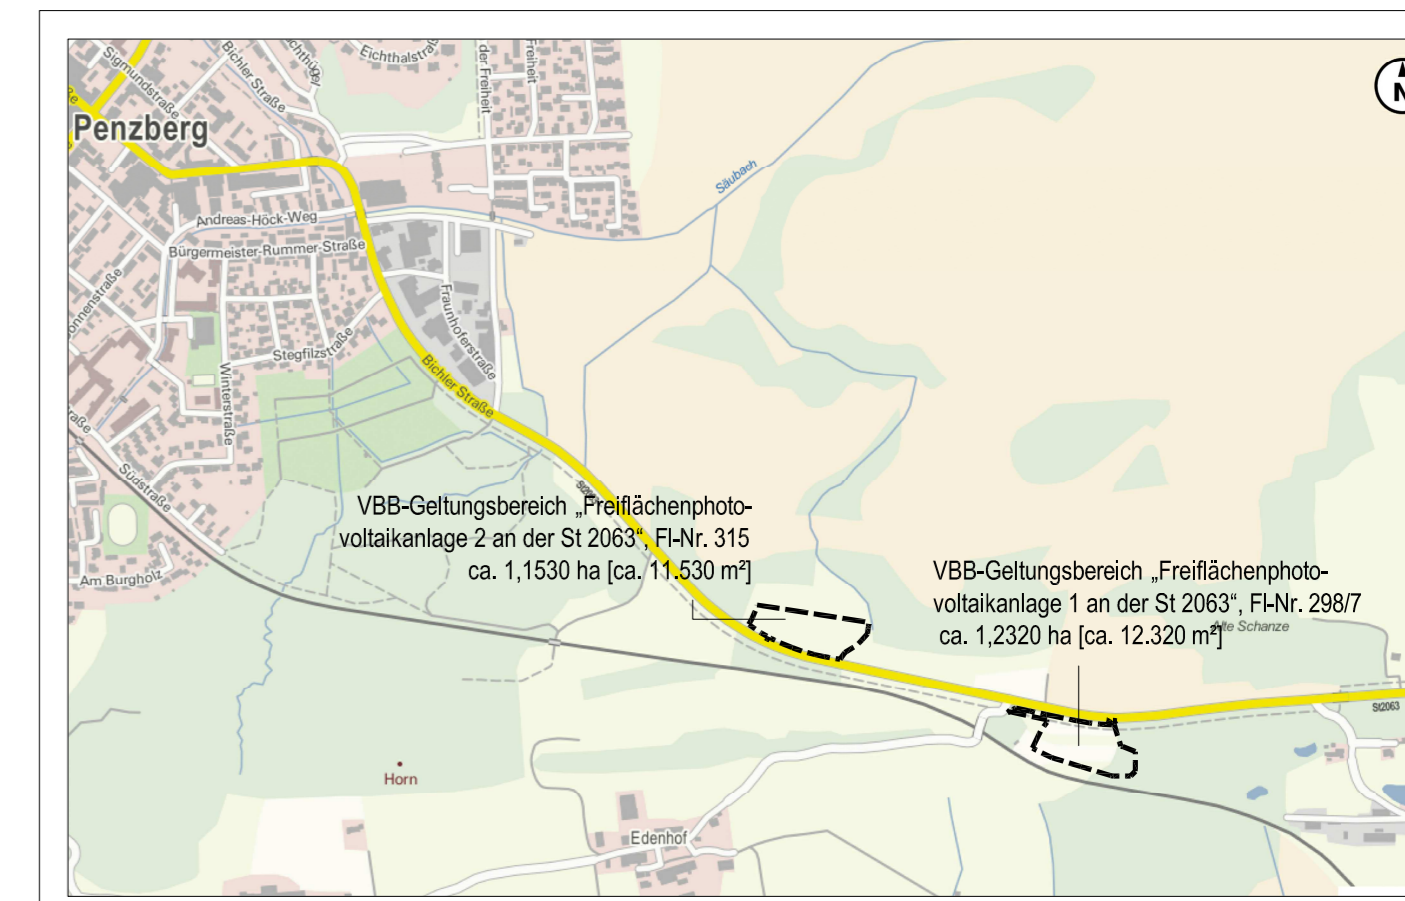 Sigmundstraße
Bichler Straße
Eichthalstraß
der Freiheit
Freiheit
N
Penzberg
Säubach
Andreas-Höck-Weg
Bürgermeister-Rummer-Straße
onnenstraße
Fraunhoferstraße
Stegfilzstraße
Winterstraße
Bichler Straße
raße
Südstraße
Am Burgholz
VBB-Geltungsbereich „Freiflächenphoto-
voltaikanlage 2 an der St 2063“, Fl-Nr. 315
ca. 1,1530 ha [ca. 11.530 m²]
VBB-Geltungsbereich „Freiflächenphoto-
voltaikanlage 1 an der St 2063“, Fl-Nr. 298/7
ca. 1,2320 ha [ca. 12.320 m²]
Alte Schanze
St2063
Horn
Edenhof